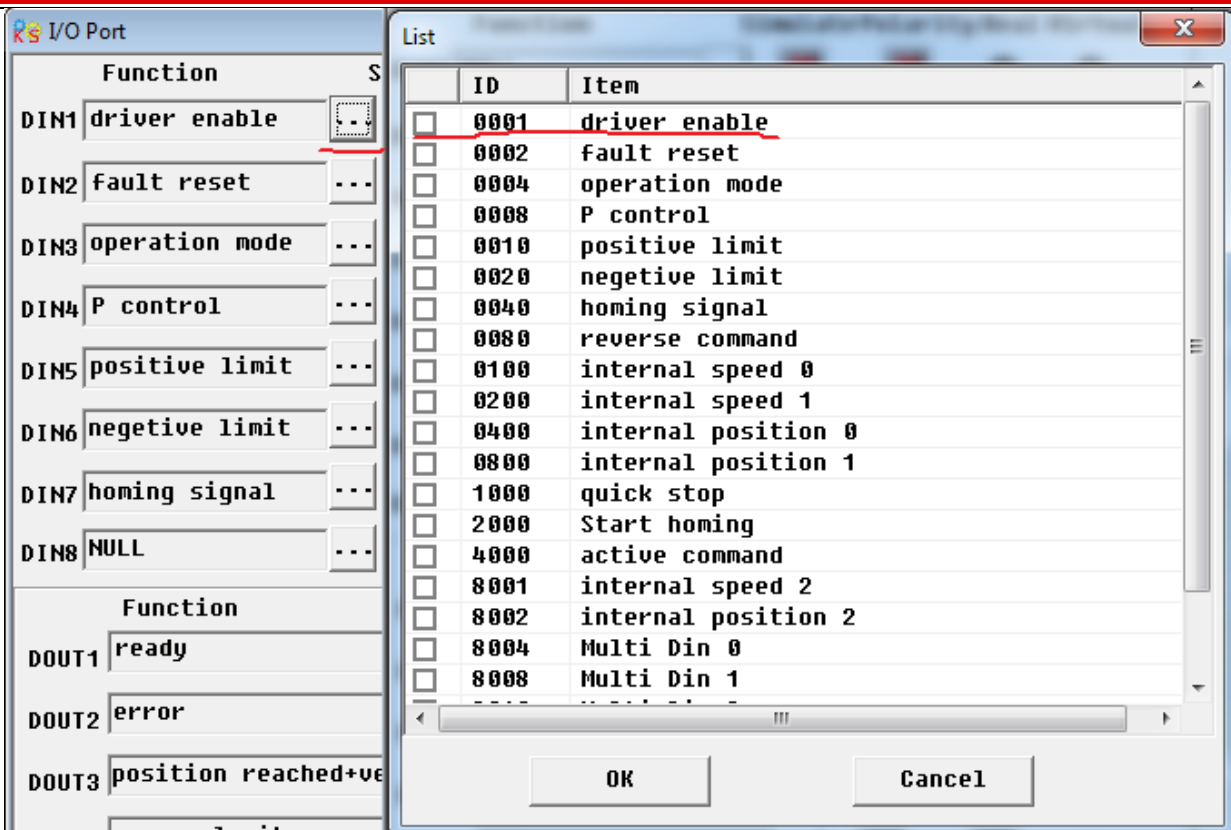 I/O Port
Function S
DIN1 driver enable ...
DIN2 fault reset ...
DIN3 operation mode ...
DIN4 P control ...
DIN5 positive limit ...
DIN6 negetive limit ...
DIN7 homing signal ...
DIN8 NULL ...
Function
DOUT1 ready
DOUT2 error
DOUT3 position reached+ve
List
ID Item
0001 driver enable
0002 fault reset
0004 operation mode
0008 P control
0010 positive limit
0020 negetive limit
0040 homing signal
0080 reverse command
0100 internal speed 0
0200 internal speed 1
0400 internal position 0
0800 internal position 1
1000 quick stop
2000 Start homing
4000 active command
8001 internal speed 2
8002 internal position 2
8004 Multi Din 0
8008 Multi Din 1
OK Cancel